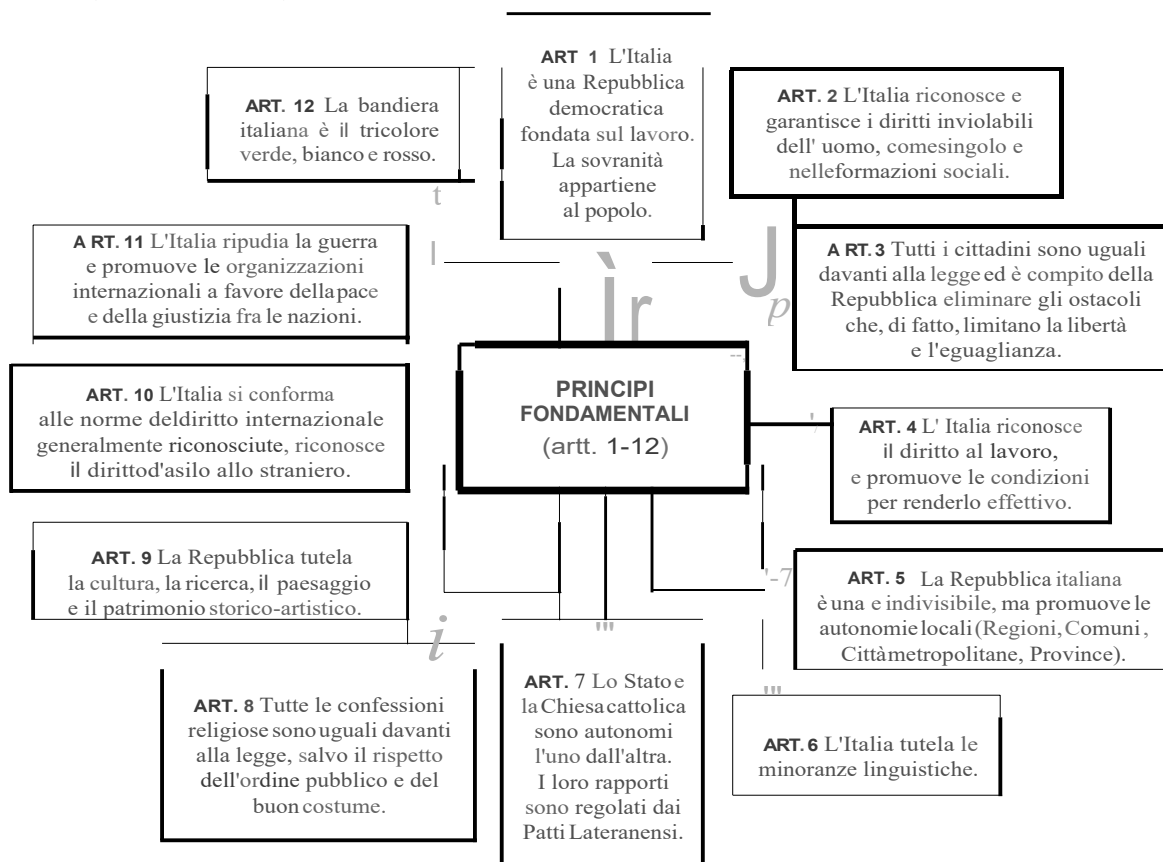 ART 1 L'Italia
è una Repubblica
democratica
fondata sul lavoro.
La sovranità
appartiene
al popolo.
ART. 2 L'Italia riconosce e
garantisce i diritti inviolabili
dell' uomo, comesingolo e
nelleformazioni sociali.
A RT. 3 Tutti i cittadini sono uguali
davanti alla legge ed è compito della
Repubblica eliminare gli ostacoli
che, di fatto, limitano la libertà
e l'eguaglianza.
ART. 4 L' Italia riconosce
il diritto al lavoro,
e promuove le condizioni
per renderlo effettivo.
ART. 5 La Repubblica italiana
è una e indivisibile, ma promuove le
autonomie locali (Regioni, Comuni ,
Cittàmetropolitane, Province).
ART. 6 L'Italia tutela le
minoranze linguistiche.
ART. 7 Lo Stato e
la Chiesa cattolica
sono autonomi
l'uno dall'altra.
I loro rapporti
sono regolati dai
Patti Lateranensi.
ART. 8 Tutte le confessioni
religiose sono uguali davanti
alla legge, salvo il rispetto
dell'ordine pubblico e del
buon costume.
ART. 9 La Repubblica tutela
la cultura, la ricerca, il paesaggio
e il patrimonio storico-artistico.
ART. 10 L'Italia si conforma
alle norme deldiritto internazionale
generalmente riconosciute, riconosce
il dirittod'asilo allo straniero.
A RT. 11 L'Italia ripudia la guerra
e promuove le organizzazioni
internazionali a favore dellapace
e della giustizia fra le nazioni.
ART. 12 La bandiera
italiana è il tricolore
verde, bianco e rosso.
t
l
Ìr
J
p
PRINCIPI
FONDAMENTALI
(artt. 1-12)
'-7
i
'''
'''